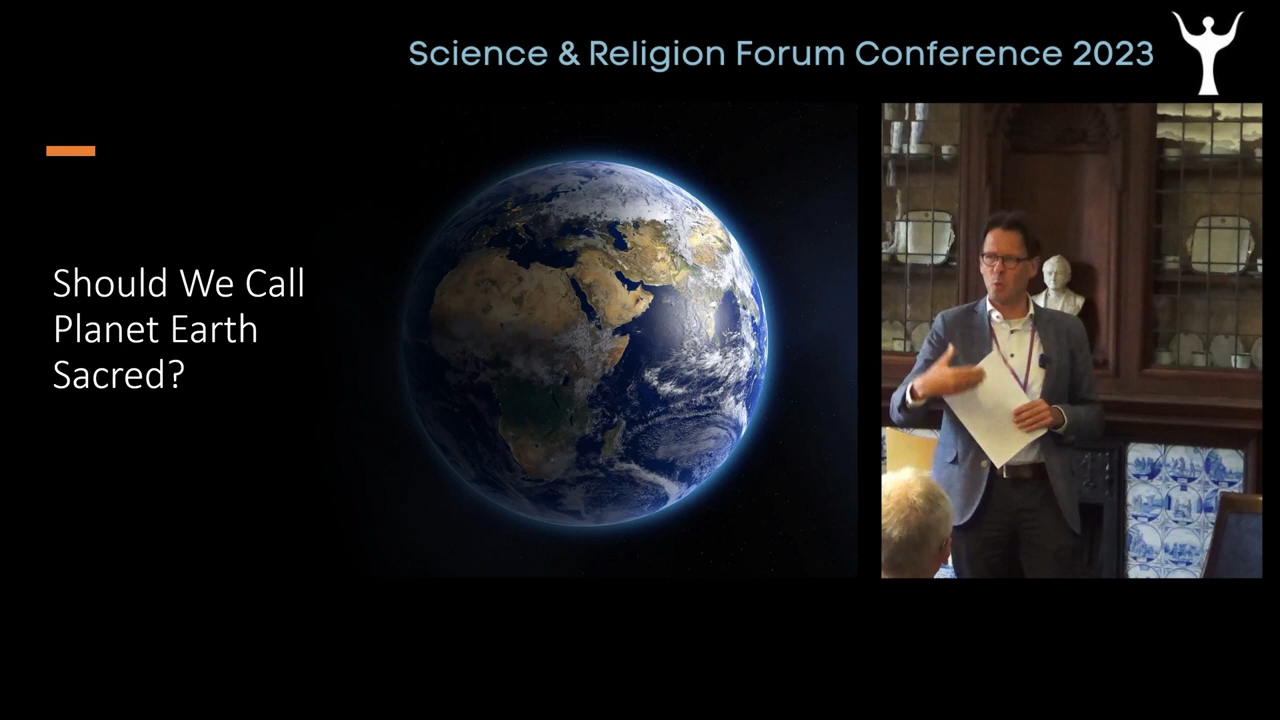 Science & Religion Forum Conference 2023
Should We Call
Planet Earth
Sacred?